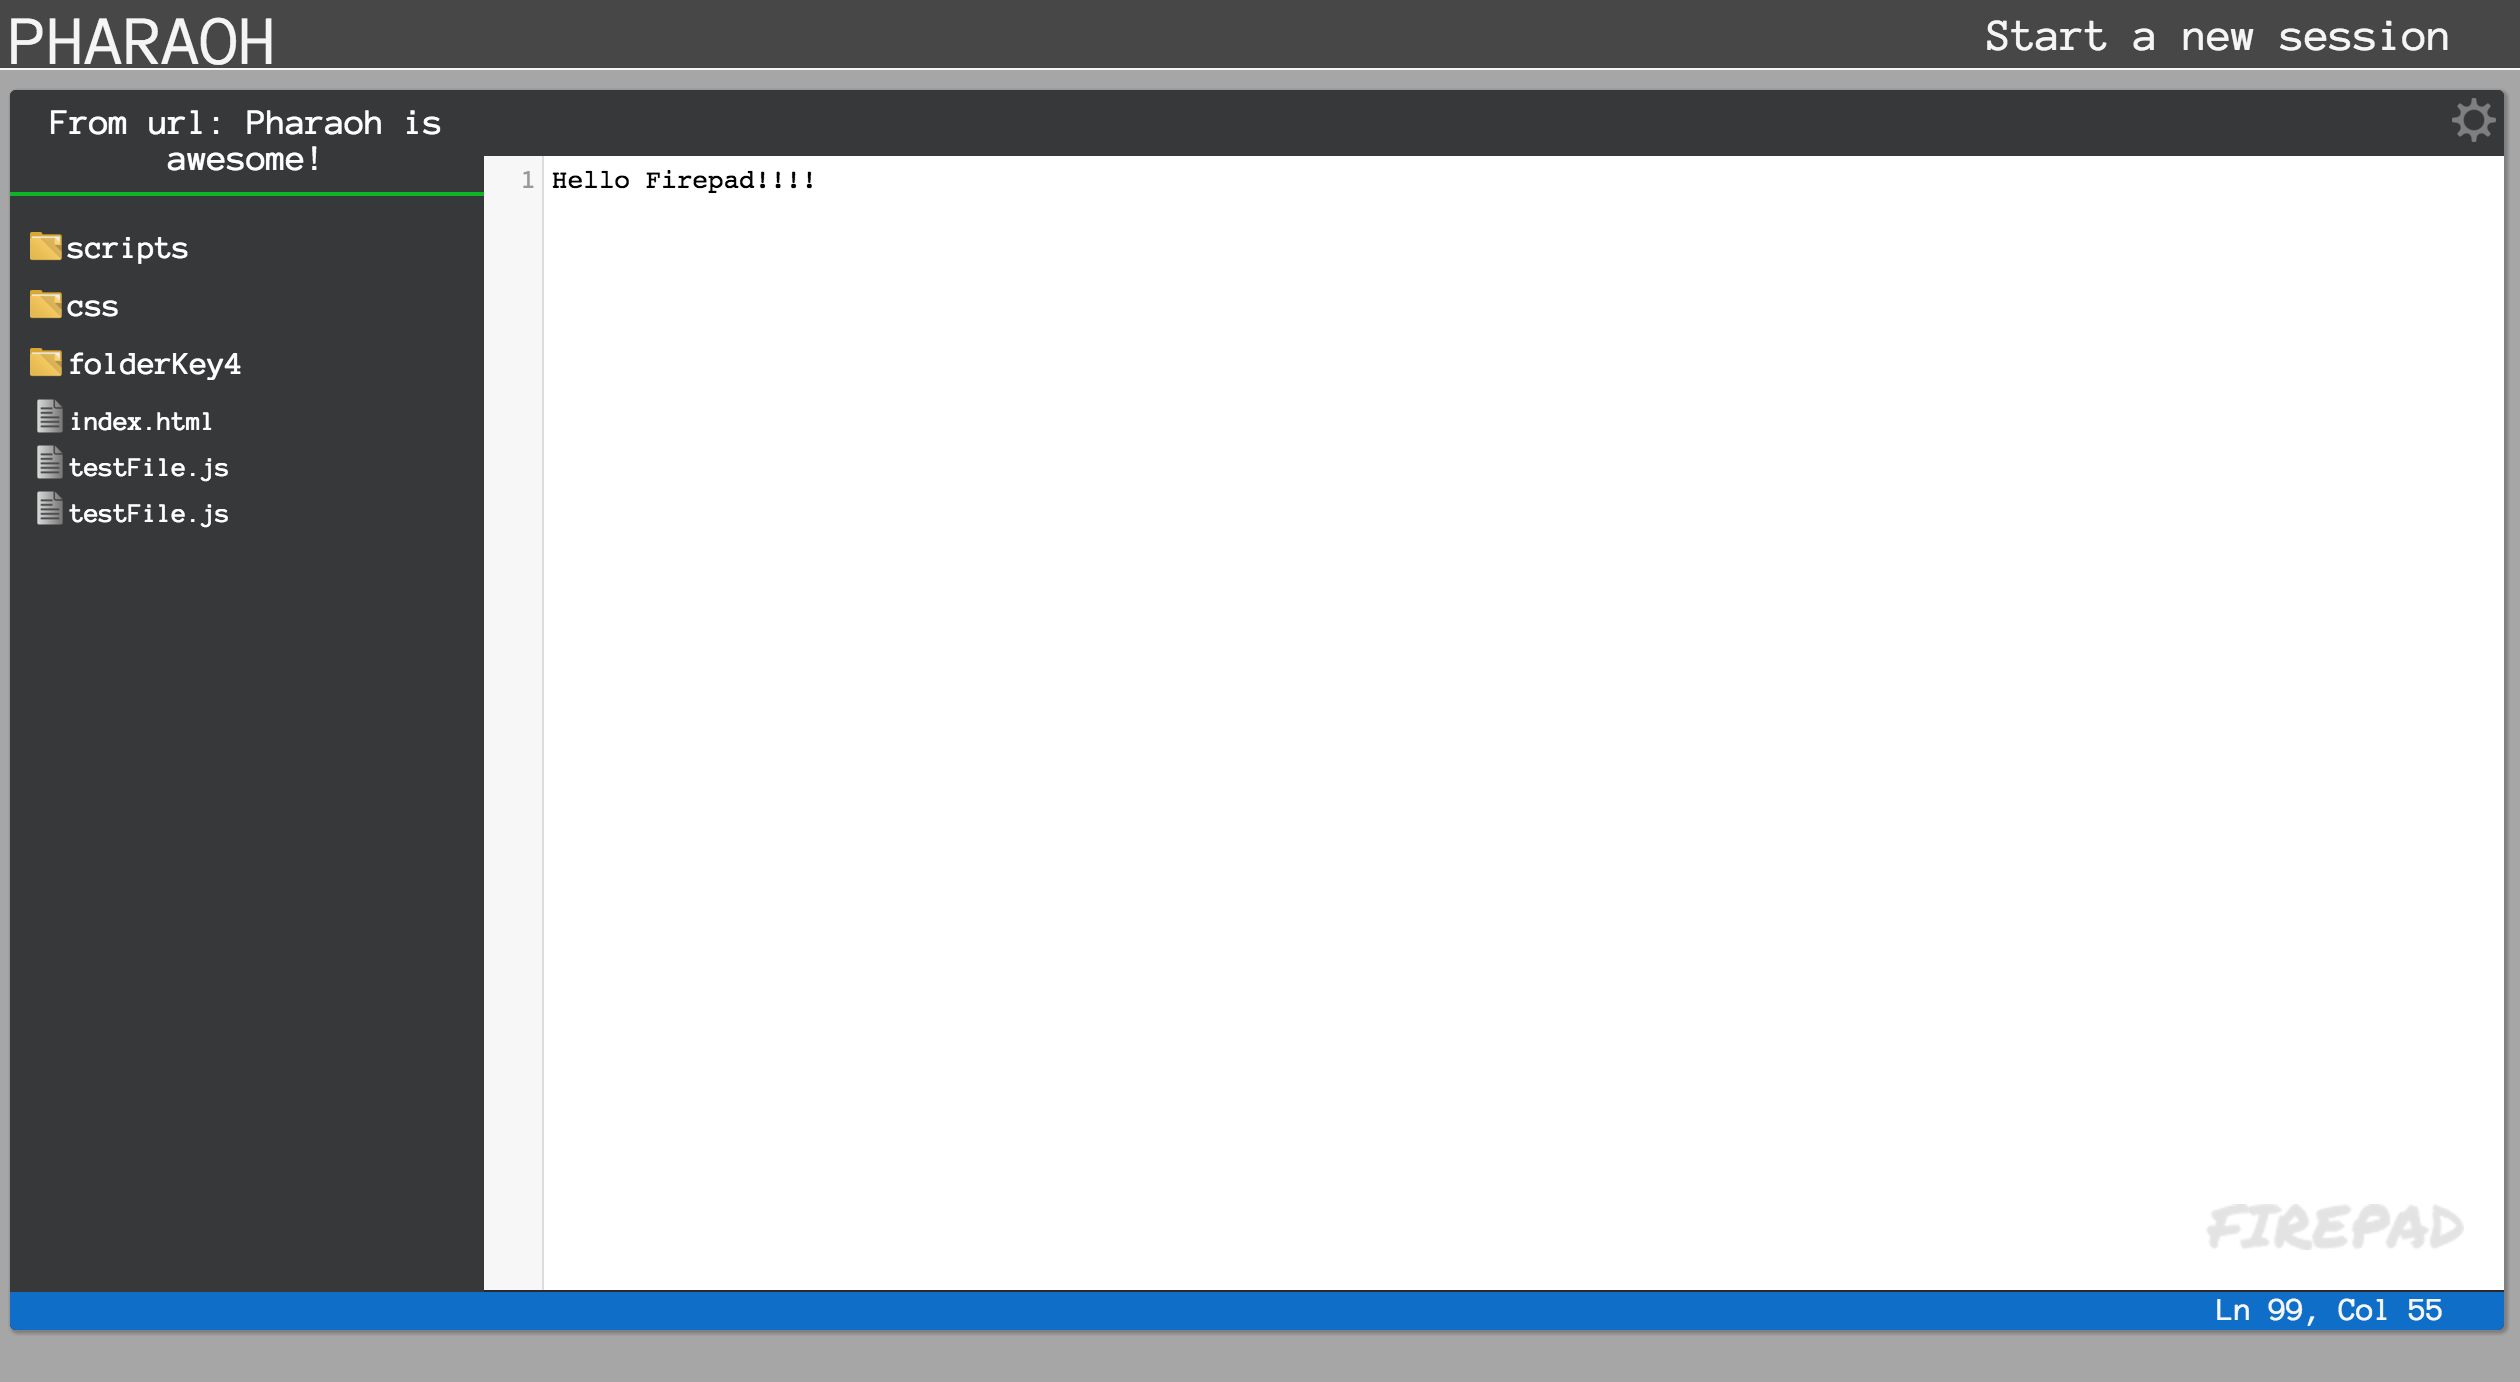 PHARAOH
Start a new session
From url: Pharaoh is
awesome!
scripts
css
folderKey4
index.html
testFile.js
testFile.js
1 Hello Firepad!!!!
FIREPAD
Ln 99, Col 55